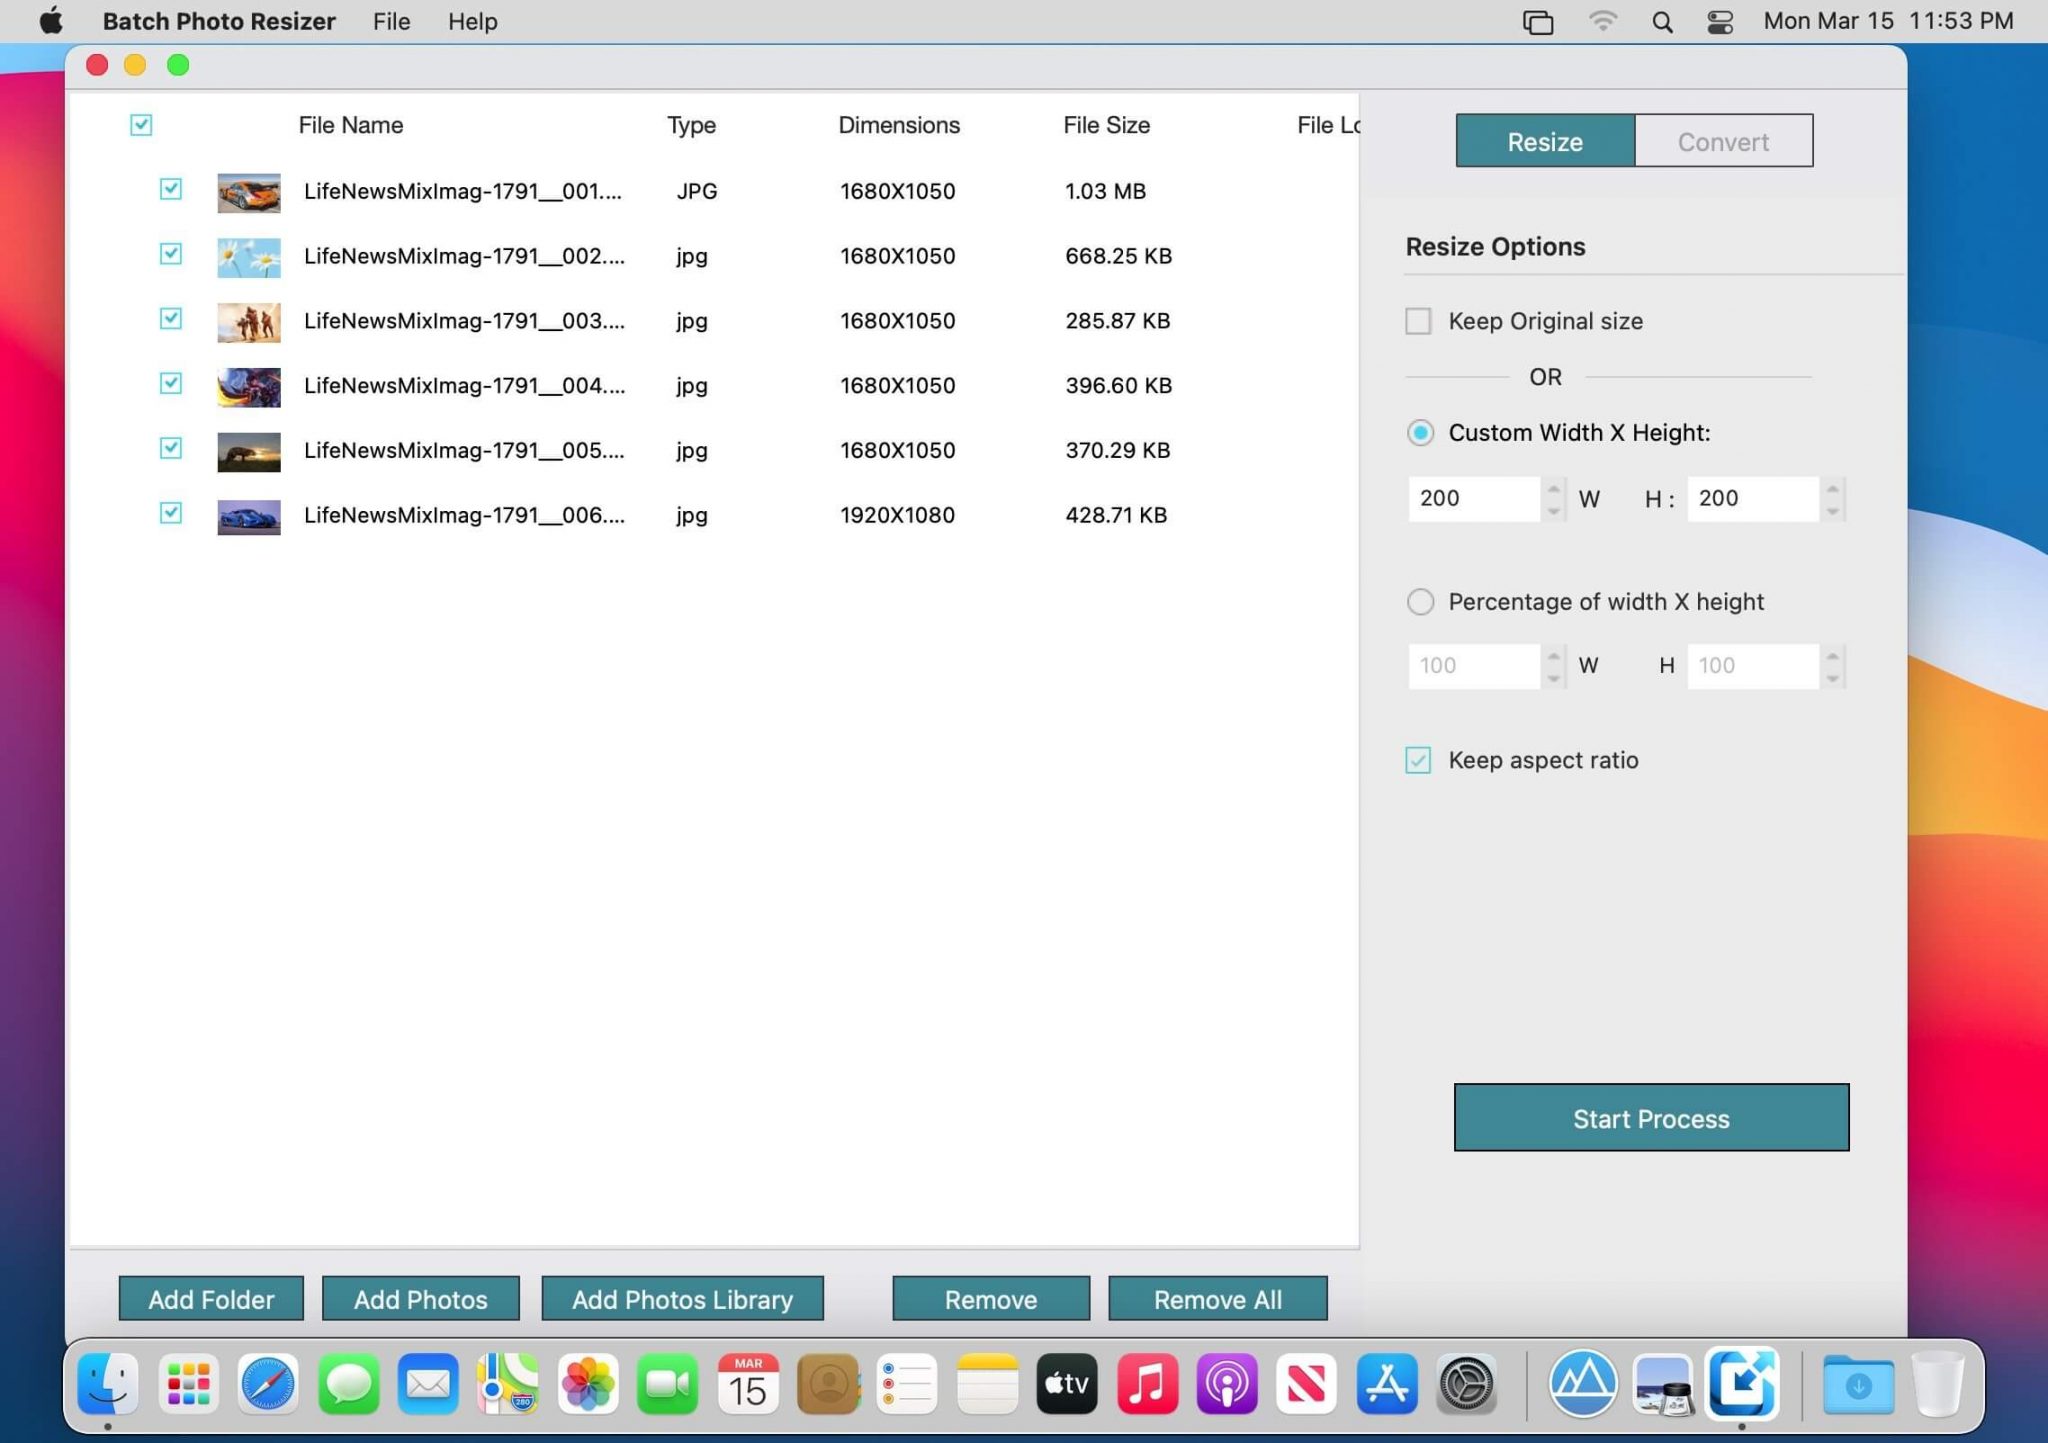 Batch Photo Resizer File Help Mon Mar 15 11:53 PM
File Name Type Dimensions File Size File Lo
LifeNewsMixImag-1791__001.... JPG 1680X1050 1.03 MB
LifeNewsMixImag-1791__002.... jpg 1680X1050 668.25 KB
LifeNewsMixImag-1791__003.... jpg 1680X1050 285.87 KB
LifeNewsMixImag-1791__004.... jpg 1680X1050 396.60 KB
LifeNewsMixImag-1791__005.... jpg 1680X1050 370.29 KB
LifeNewsMixImag-1791__006.... jpg 1920X1080 428.71 KB
Resize Convert
Resize Options
Keep Original size
OR
Custom Width X Height:
200 W H : 200
Percentage of width X height
100 W H 100
Keep aspect ratio
Start Process
Add Folder Add Photos Add Photos Library Remove Remove All
280
MAR
15
tv